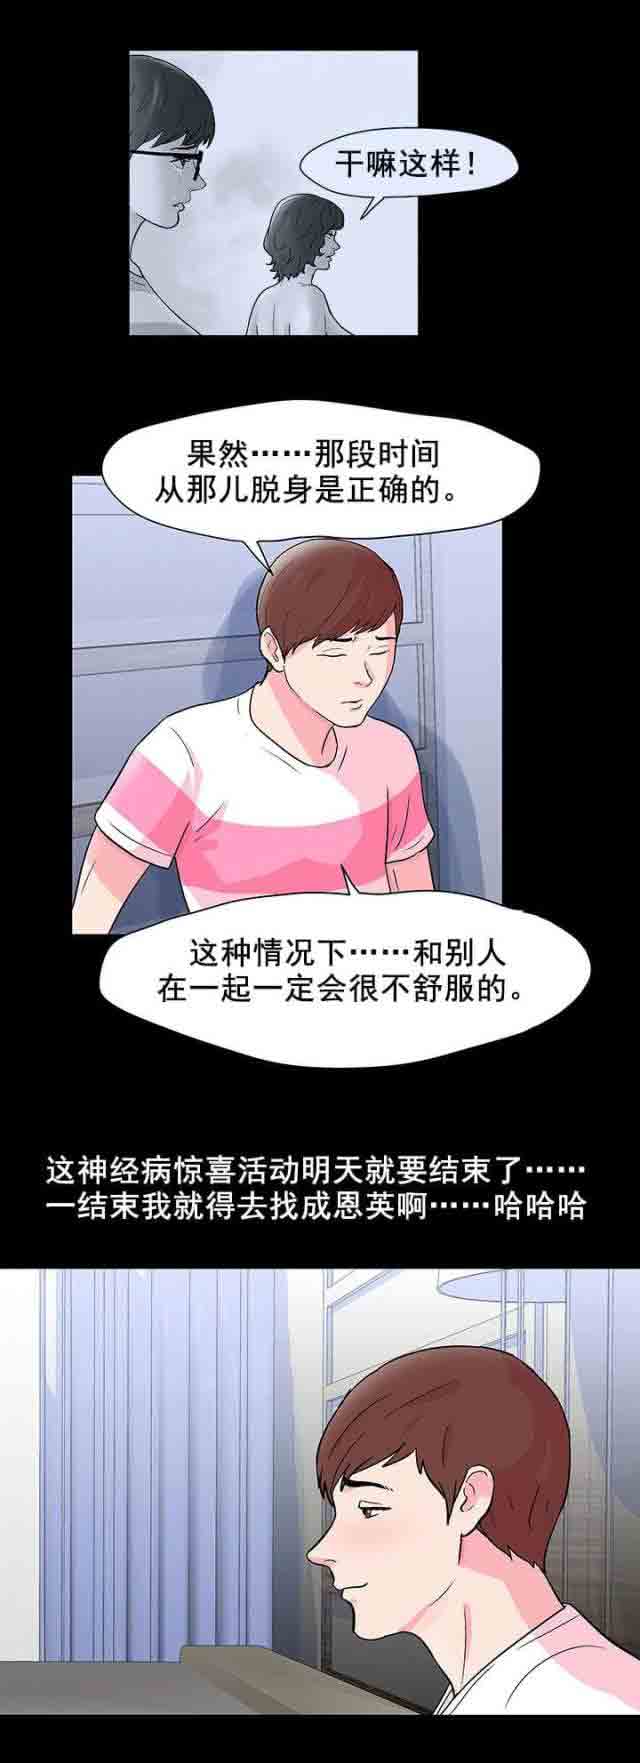 干嘛这样！
果然……那段时间
从那儿脱身是正确的。
这种情况下……和别人
在一起一定会很不舒服的。
这神经病惊喜活动明天就要结束了……
一结束我就得去找成恩英啊……哈哈哈